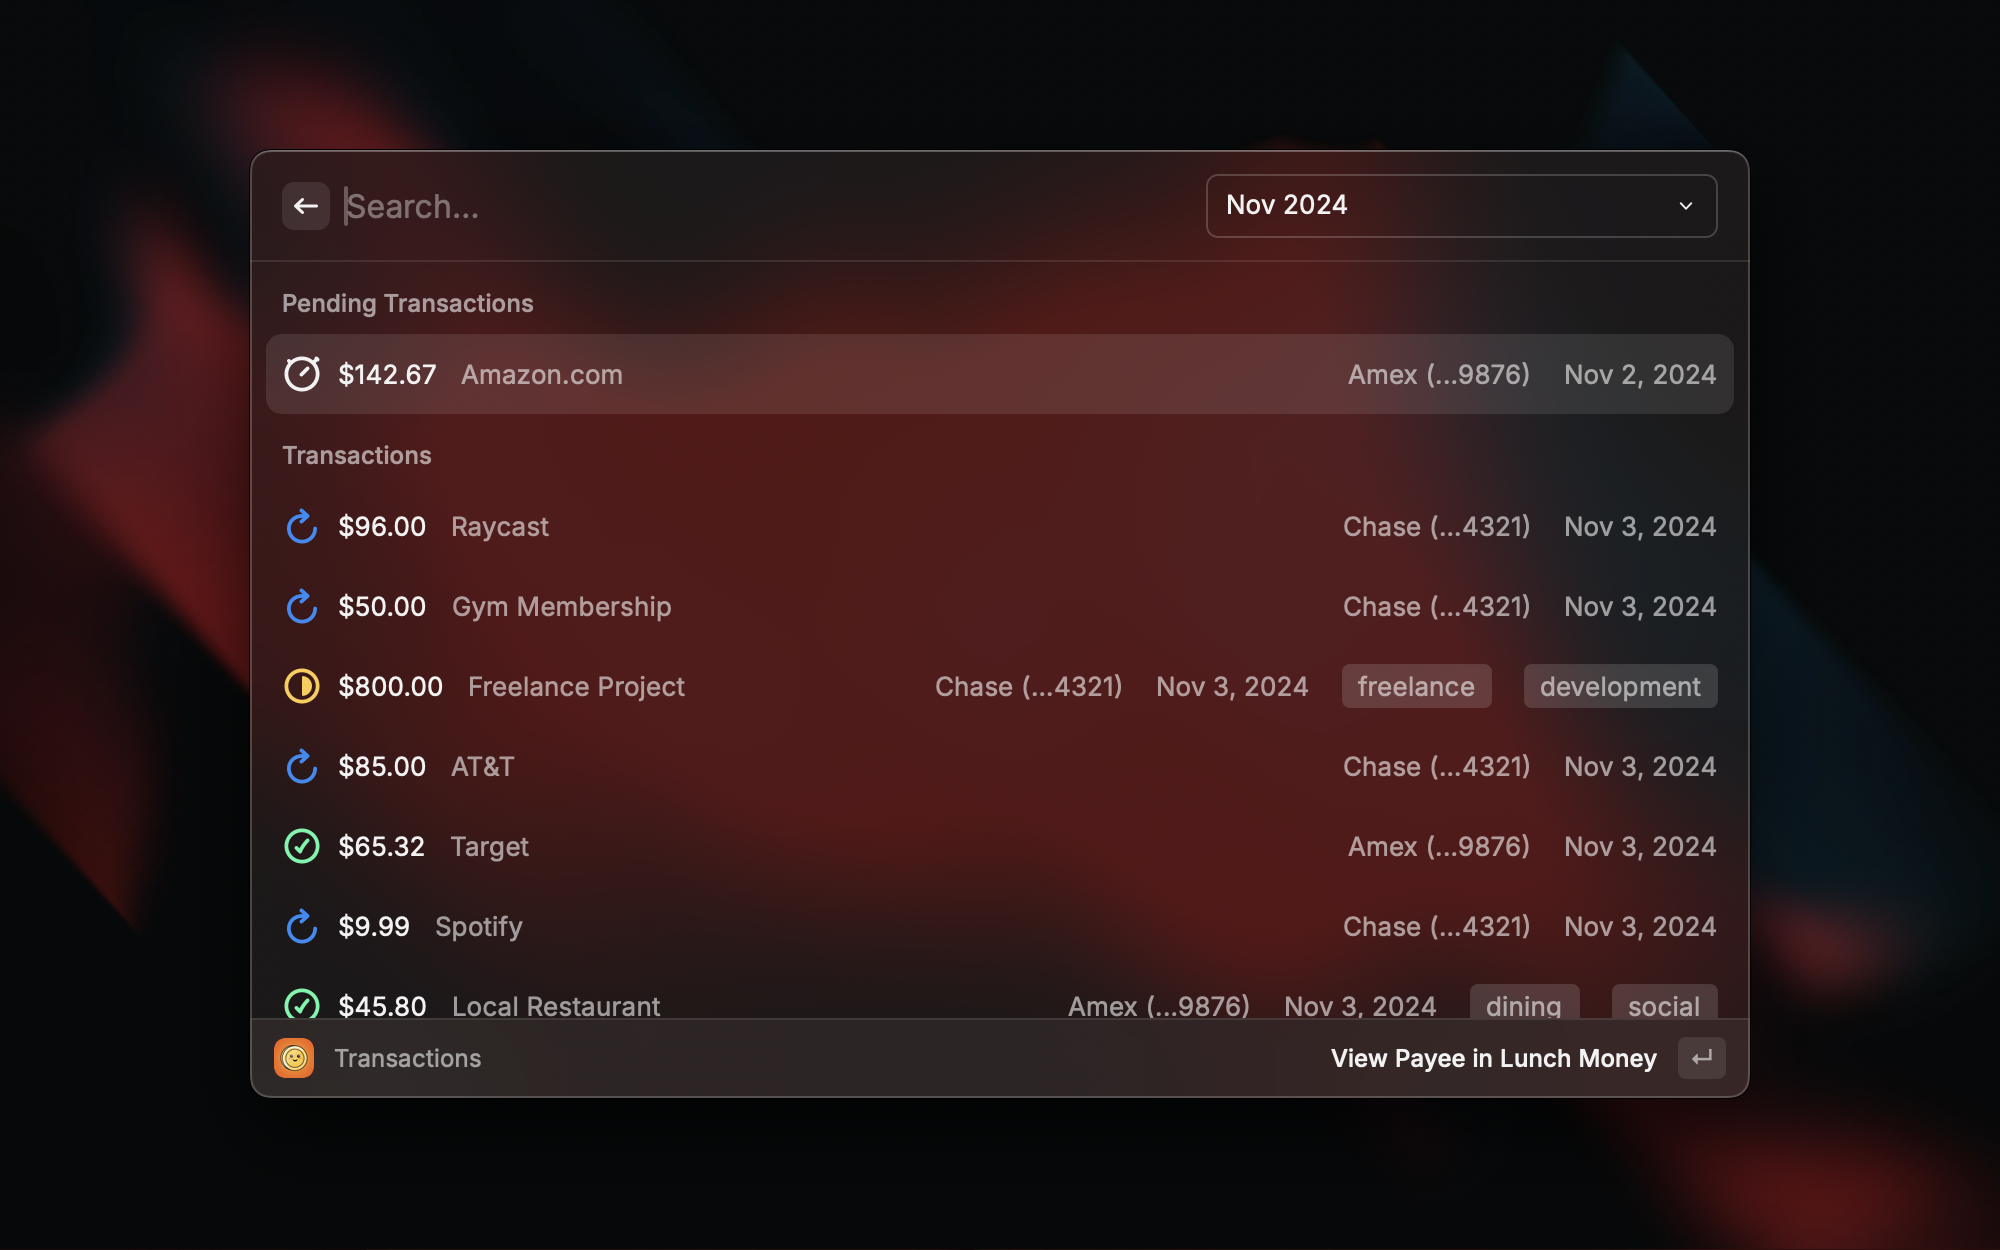 Search...
Nov 2024
Pending Transactions
$142.67 Amazon.com Amex (...9876) Nov 2, 2024
Transactions
$96.00 Raycast Chase (...4321) Nov 3, 2024
$50.00 Gym Membership Chase (...4321) Nov 3, 2024
$800.00 Freelance Project Chase (...4321) Nov 3, 2024 freelance development
$85.00 AT&T Chase (...4321) Nov 3, 2024
$65.32 Target Amex (...9876) Nov 3, 2024
$9.99 Spotify Chase (...4321) Nov 3, 2024
$45.80 Local Restaurant Amex (...9876) Nov 3, 2024 dining social
Transactions View Payee in Lunch Money